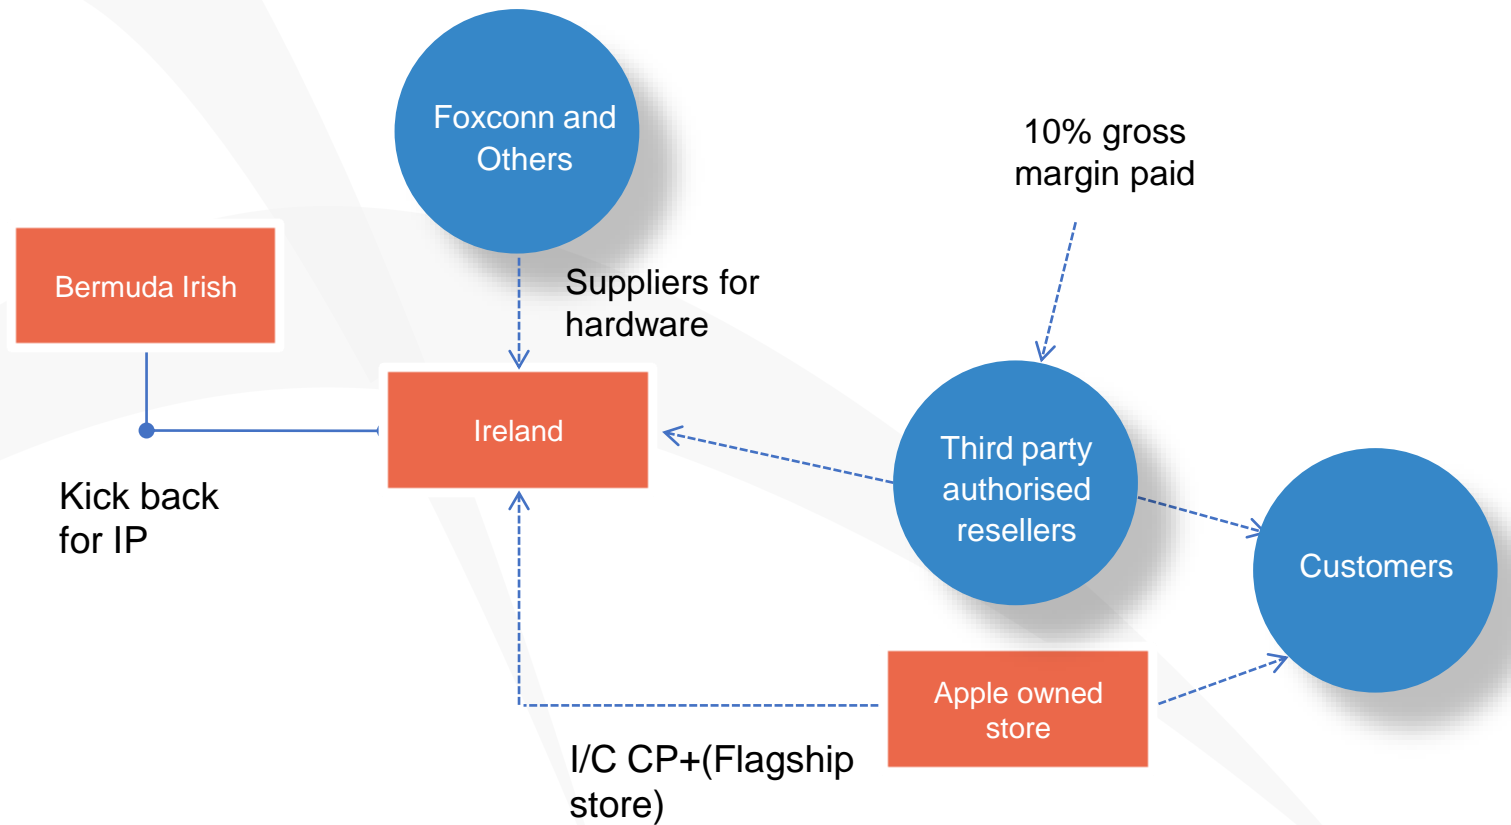 Foxconn and
Others
10% gross
margin paid
Bermuda Irish
Suppliers for
hardware
Ireland
Third party
authorised
resellers
Kick back
for IP
Customers
Apple owned
store
I/C CP+(Flagship
store)